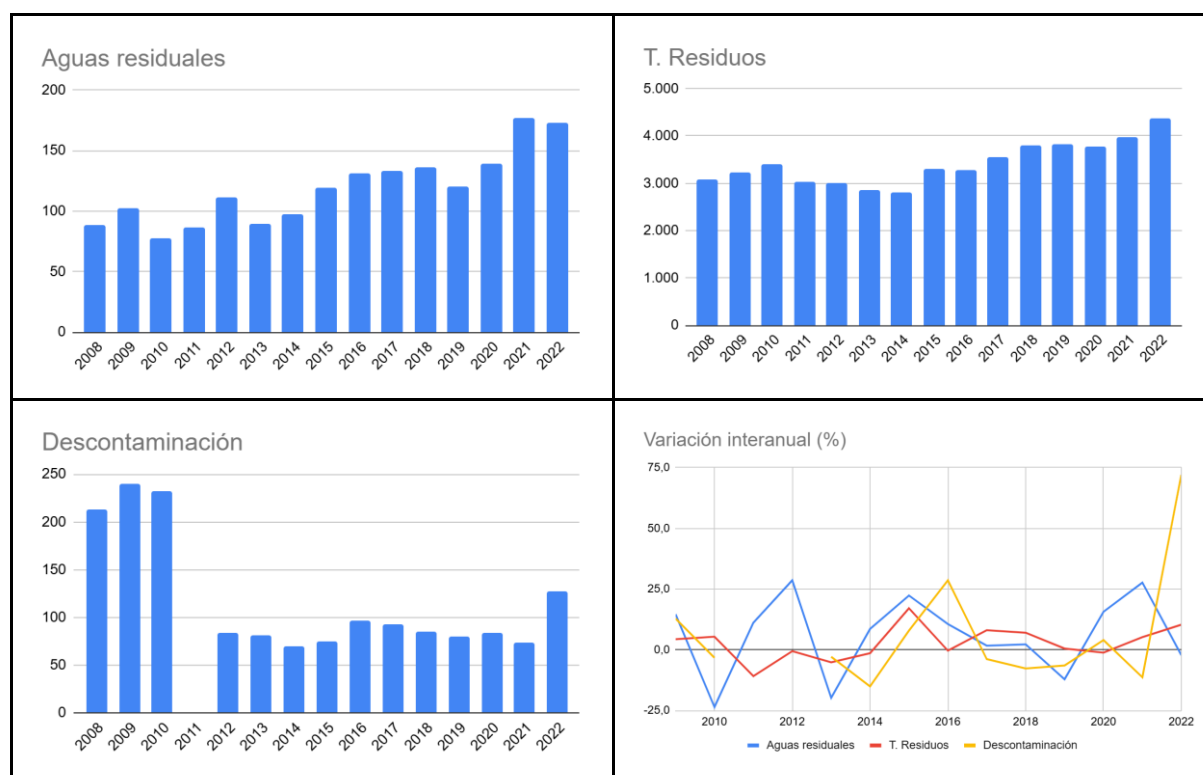 Aguas residuales
200
150
100
50
0
2008 2009 2010 2011 2012 2013 2014 2015 2016 2017 2018 2019 2020 2021 2022
T. Residuos
5.000
4.000
3.000
2.000
1.000
0
2008 2009 2010 2011 2012 2013 2014 2015 2016 2017 2018 2019 2020 2021 2022
Descontaminación
250
200
150
100
50
0
2008 2009 2010 2011 2012 2013 2014 2015 2016 2017 2018 2019 2020 2021 2022
Variación interanual (%)
75,0
50,0
25,0
0,0
-25,0
2010 2012 2014 2016 2018 2020 2022
Aguas residuales T. Residuos Descontaminación